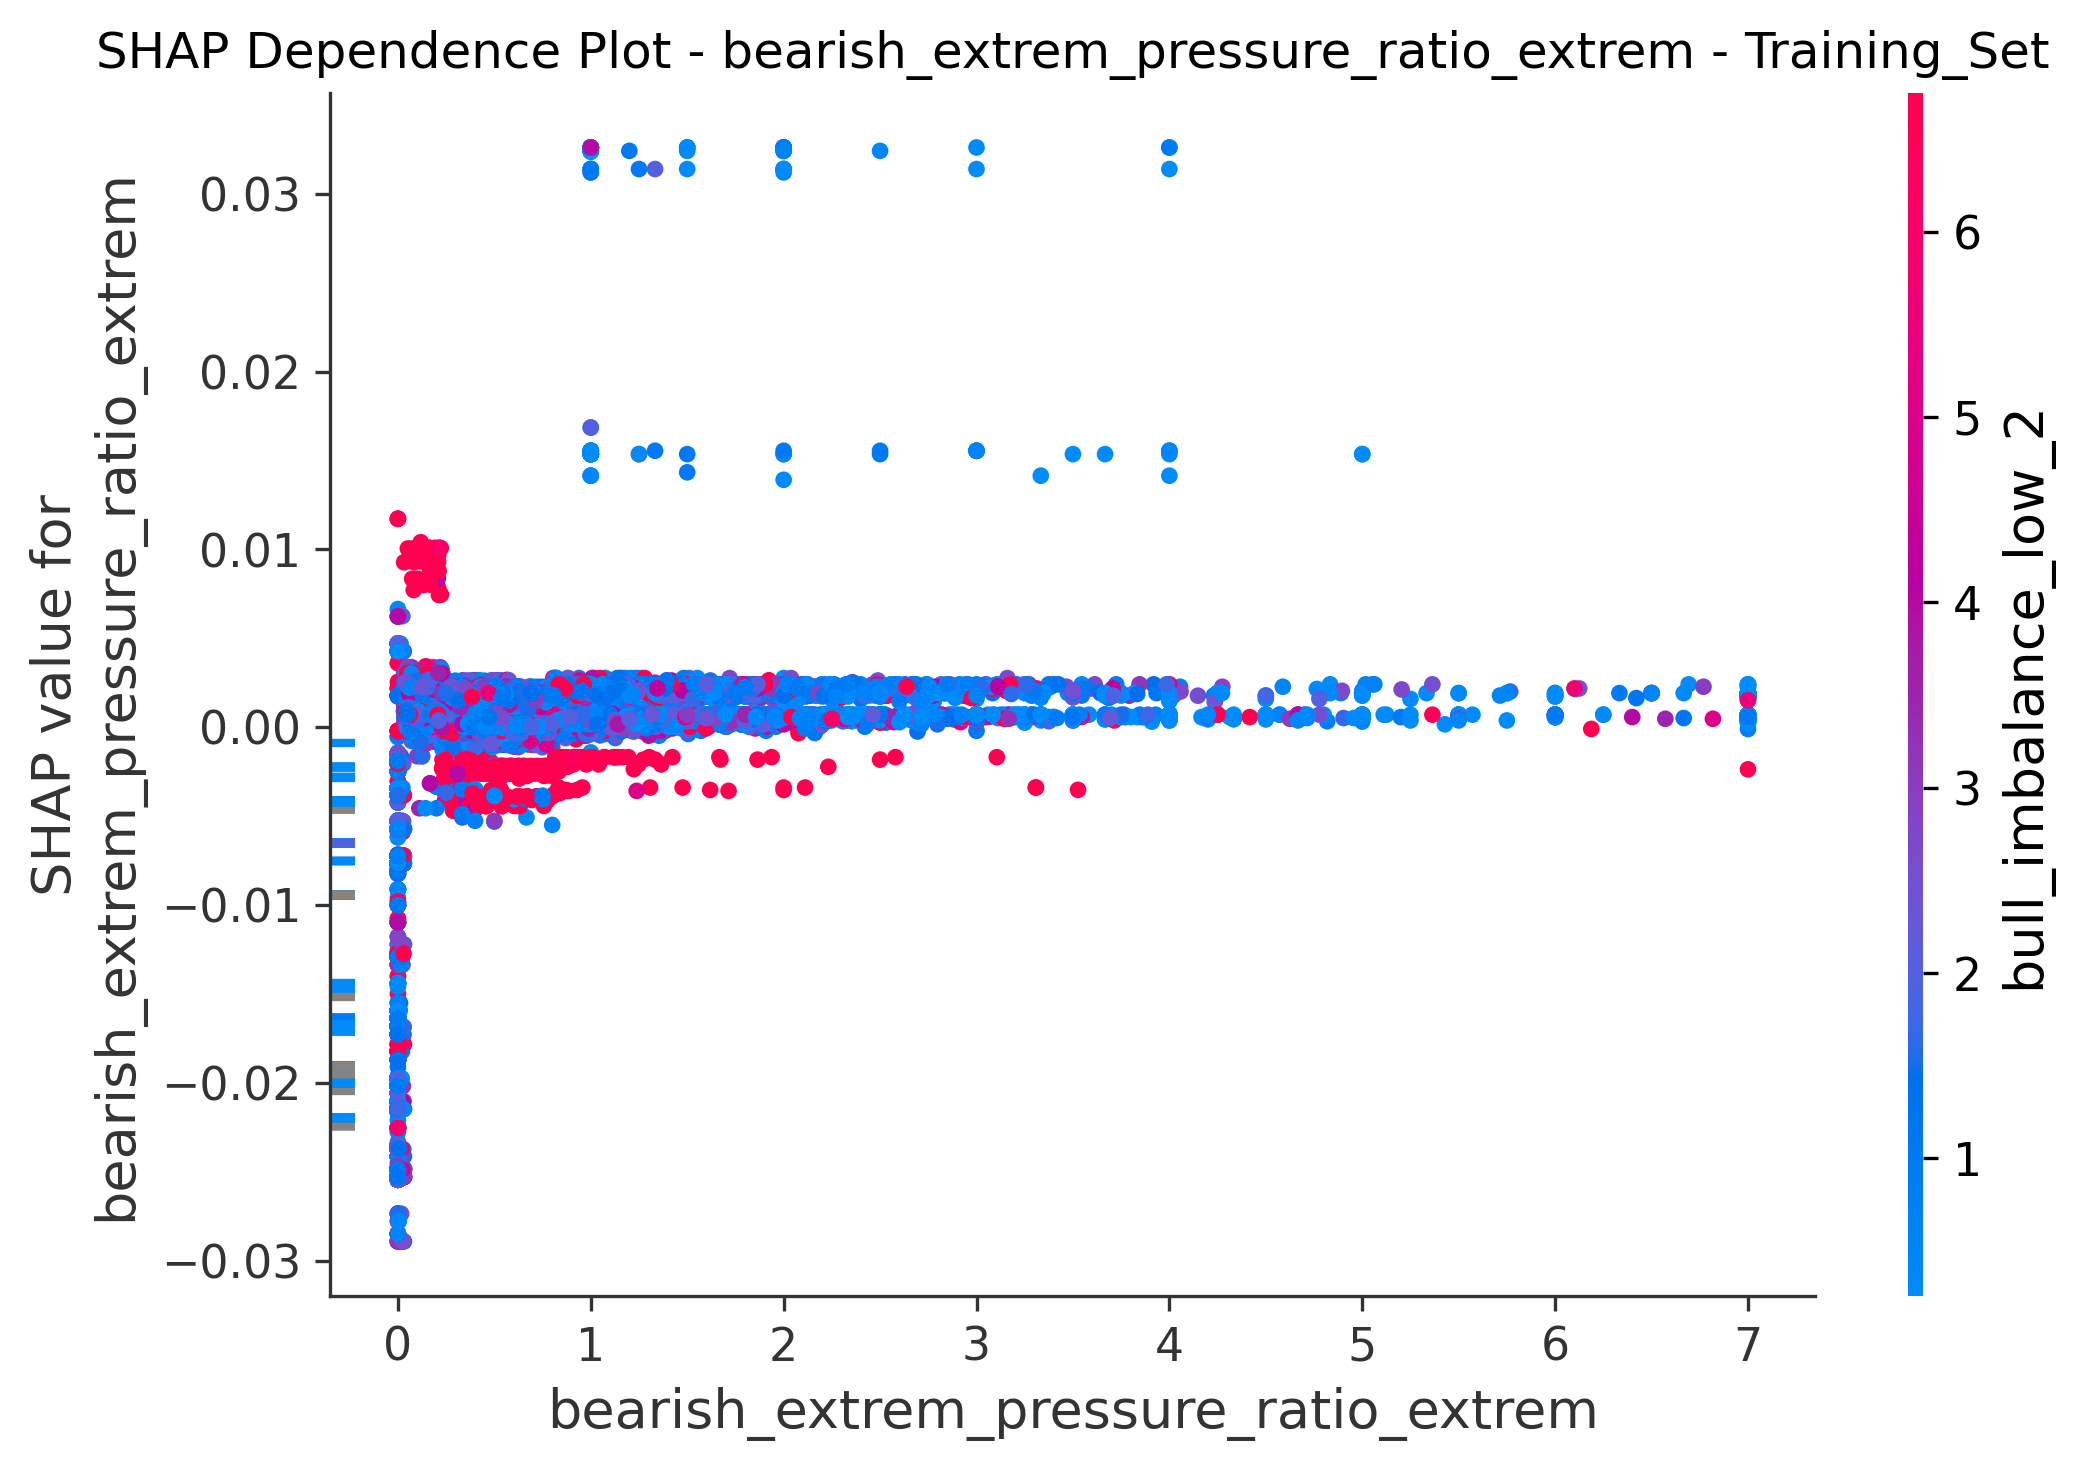 SHAP Dependence Plot - bearish_extrem_pressure_ratio_extrem - Training_Set
SHAP value for
bearish_extrem_pressure_ratio_extrem
0.03
0.02
0.01
0.00
−0.01
−0.02
−0.03
0 1 2 3 4 5 6 7
bearish_extrem_pressure_ratio_extrem
6
5
4
3
2
1
bull_imbalance_low_2